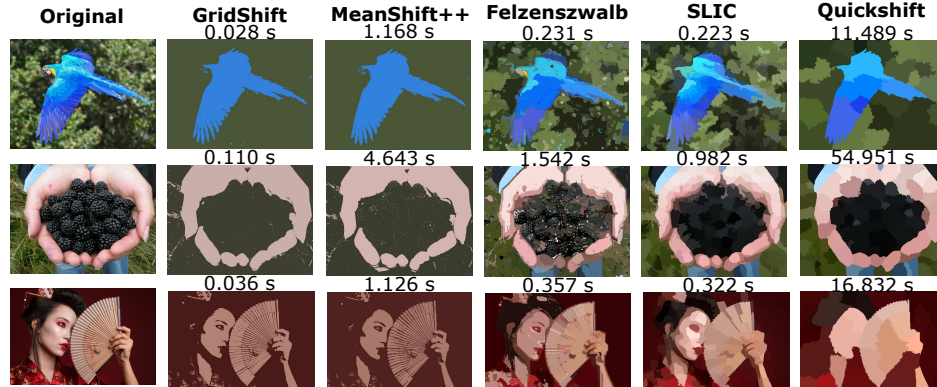 Original GridShift MeanShift++ Felzenszwalb SLIC Quickshift
0.028 s 1.168 s 0.231 s 0.223 s 11.489 s
0.110 s 4.643 s 1.542 s 0.982 s 54.951 s
0.036 s 1.126 s 0.357 s 0.322 s 16.832 s